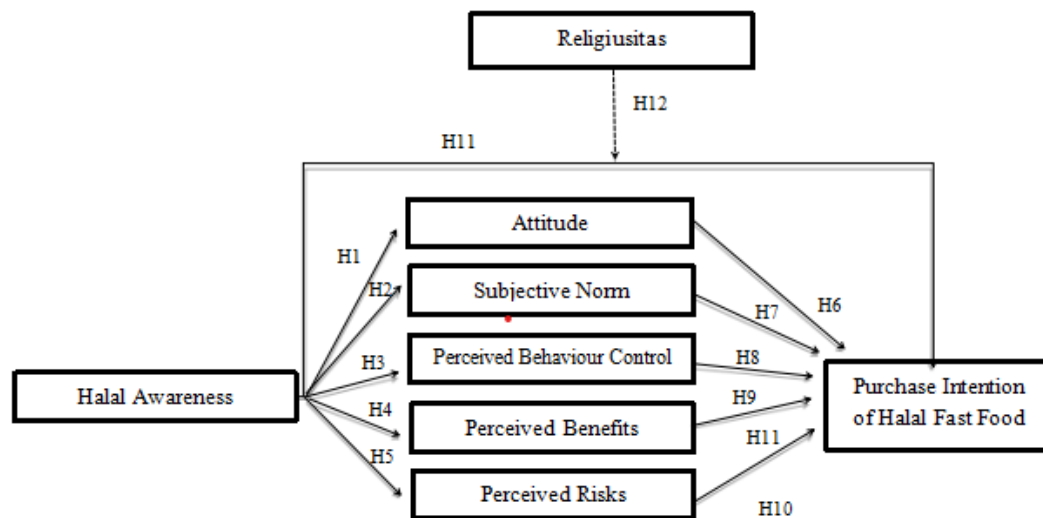 Religiusitas
H12
H11
Attitude
H1
H2
Subjective Norm
H6
H7
Perceived Behaviour Control
H3
H8
Halal Awareness
Purchase Intention
of Halal Fast Food
H4
H9
Perceived Benefits
H11
H5
Perceived Risks
H10